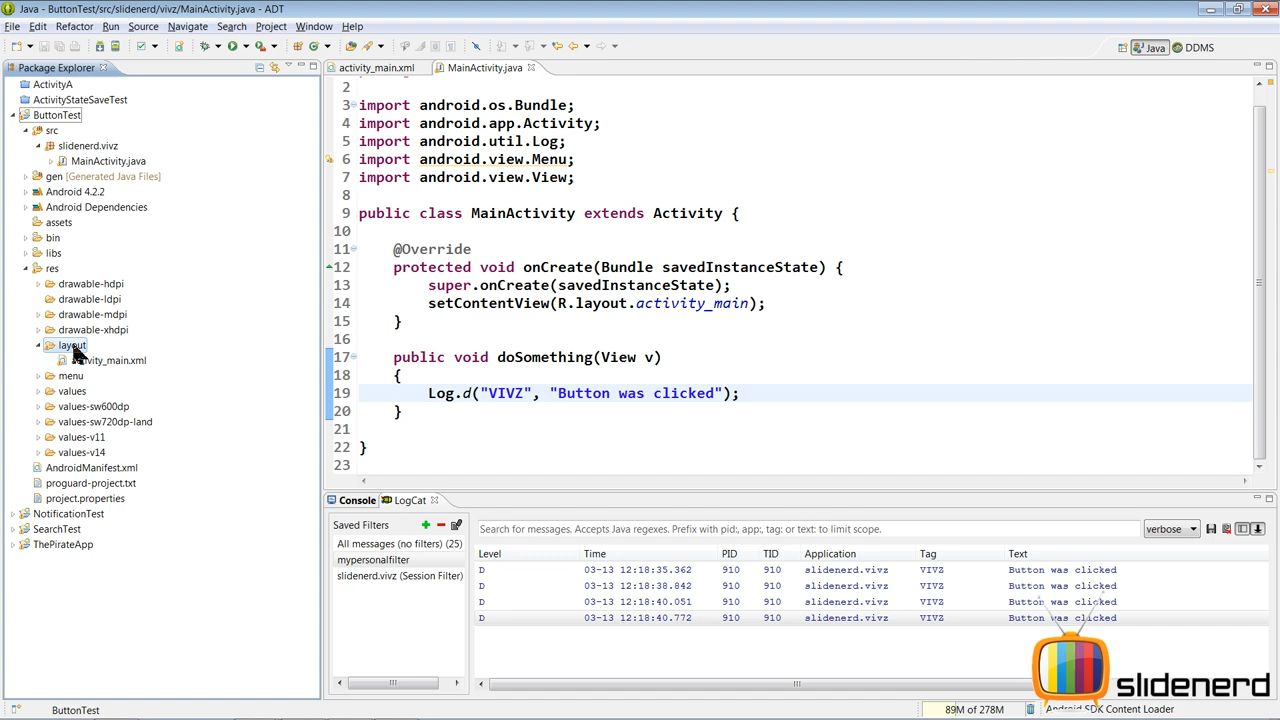 Java - ButtonTest/src/slidenerd/vivz/MainActivity.java - ADT
File Edit Refactor Run Source Navigate Search Project Window Help
Java DDMS
Package Explorer
ActivityA
ActivityStateSaveTest
ButtonTest
src
slidenerd.vivz
MainActivity.java
gen [Generated Java Files]
Android 4.2.2
Android Dependencies
assets
bin
libs
res
drawable-hdpi
drawable-ldpi
drawable-mdpi
drawable-xhdpi
layout
activity_main.xml
menu
values
values-sw600dp
values-sw720dp-land
values-v11
values-v14
AndroidManifest.xml
proguard-project.txt
project.properties
NotificationTest
SearchTest
ThePirateApp
activity_main.xml MainActivity.java
2
3 import android.os.Bundle;
4 import android.app.Activity;
5 import android.util.Log;
6 import android.view.Menu;
7 import android.view.View;
8
9 public class MainActivity extends Activity {
10
11 @Override
12 protected void onCreate(Bundle savedInstanceState) {
13 super.onCreate(savedInstanceState);
14 setContentView(R.layout.activity_main);
15 }
16
17 public void doSomething(View v)
18 {
19 Log.d("VIVZ", "Button was clicked");
20 }
21
22 }
23
Console LogCat
Saved Filters
All messages (no filters) (25)
mypersonalfilter
slidenerd.vivz (Session Filter)
Search for messages. Accepts Java regexes. Prefix with pid:, app:, tag: or text: to limit scope.
verbose
Level Time PID TID Application Tag Text
D 03-13 12:18:35.362 910 910 slidenerd.vivz VIVZ Button was clicked
D 03-13 12:18:38.842 910 910 slidenerd.vivz VIVZ Button was clicked
D 03-13 12:18:40.051 910 910 slidenerd.vivz VIVZ Button was clicked
D 03-13 12:18:40.772 910 910 slidenerd.vivz VIVZ Button was clicked
slidenerd
ButtonTest
89M of 278M
Android SDK Content Loader